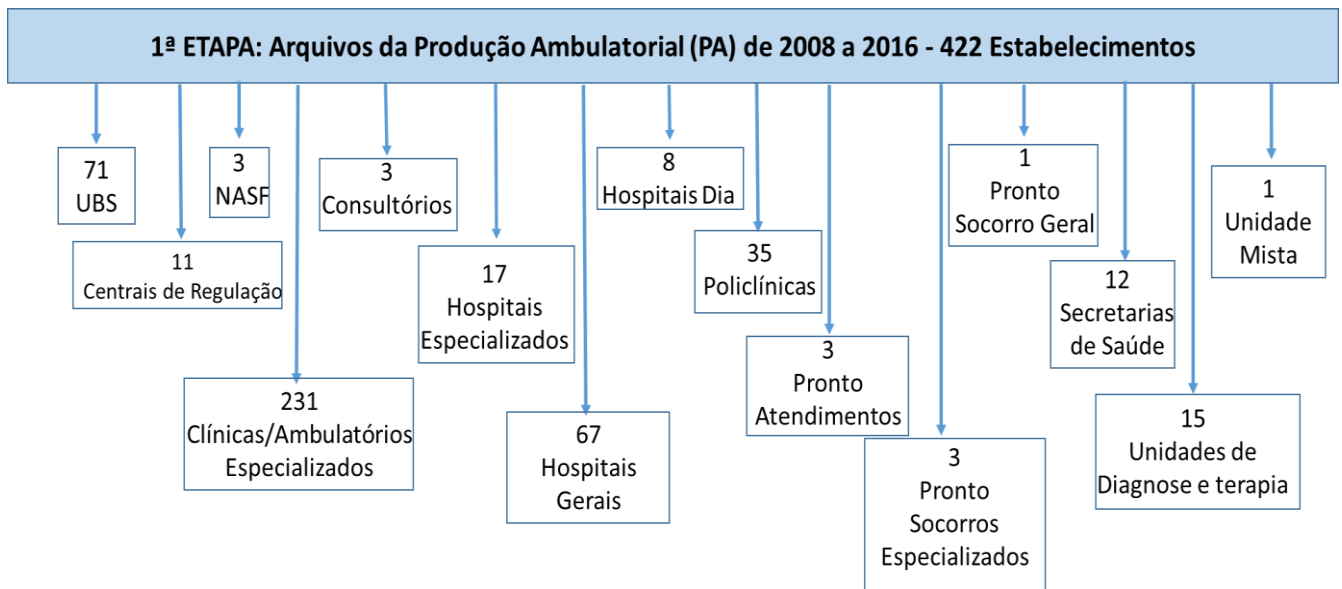 1ª ETAPA: Arquivos da Produção Ambulatorial (PA) de 2008 a 2016 - 422 Estabelecimentos
71
UBS
11
Centrais de Regulação
3
NASF
231
Clínicas/Ambulatórios
Especializados
3
Consultórios
17
Hospitais
Especializados
67
Hospitais
Gerais
8
Hospitais Dia
35
Policlínicas
3
Pronto
Atendimentos
3
Pronto
Socorros
Especializados
1
Pronto
Socorro Geral
12
Secretarias
de Saúde
15
Unidades de
Diagnose e terapia
1
Unidade
Mista